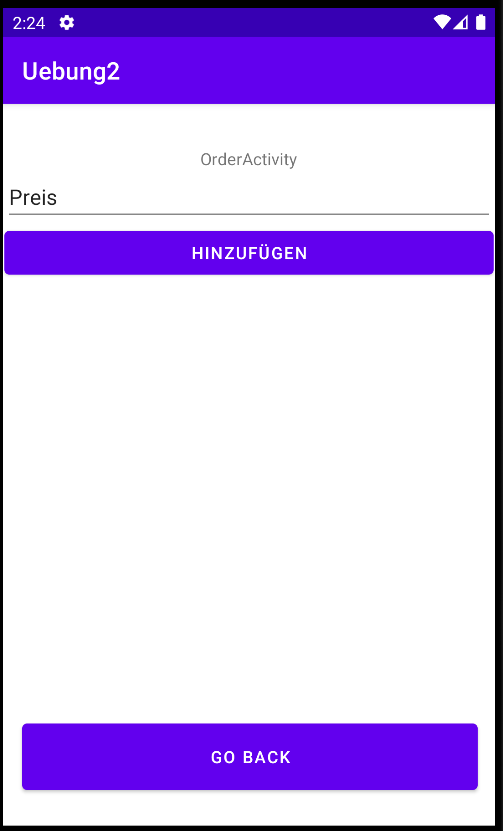 2:24
Uebung2
OrderActivity
Preis
HINZUFÜGEN
GO BACK